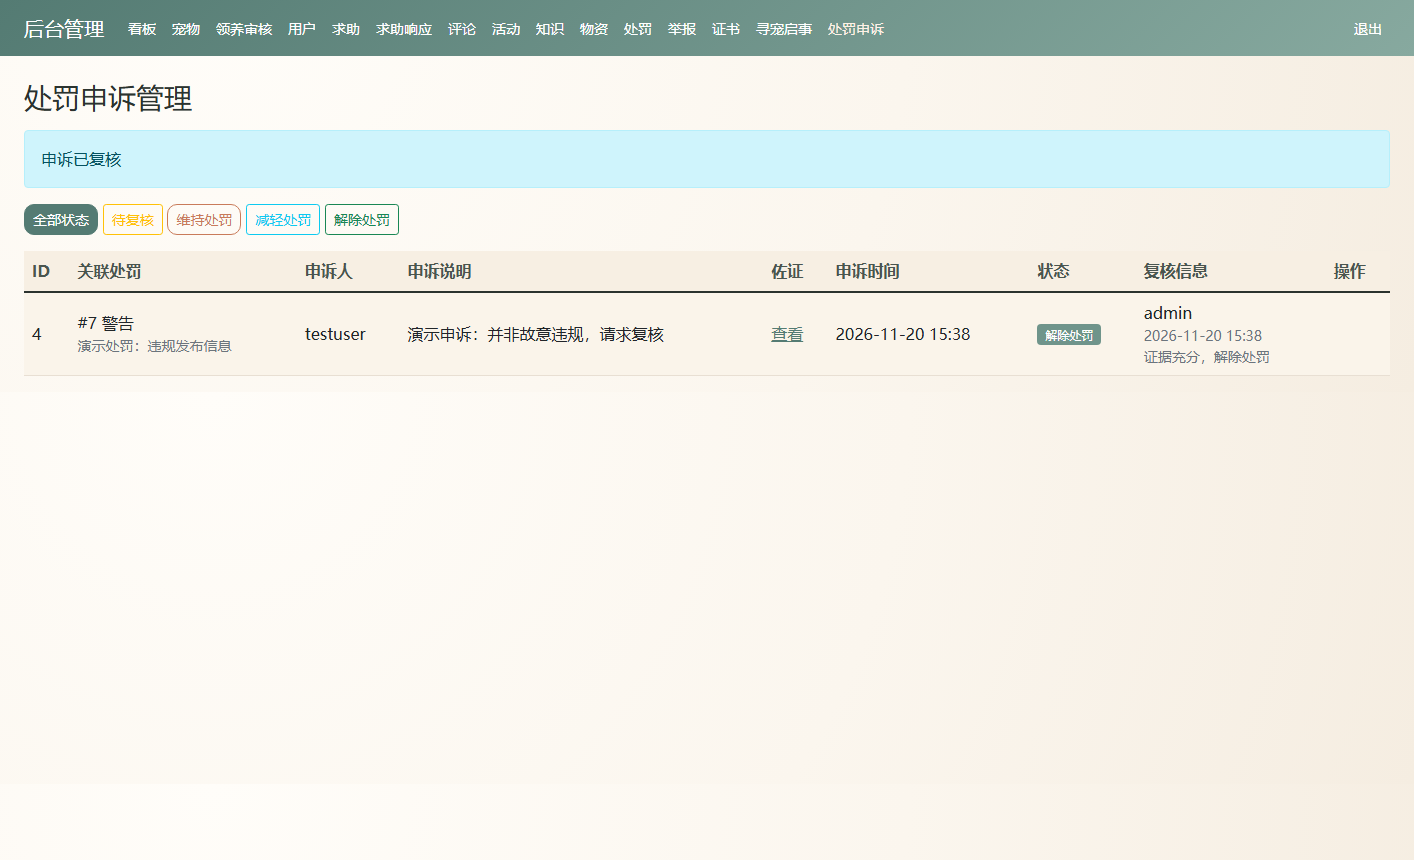 后台管理 看板 宠物 领养审核 用户 求助 求助响应 评论 活动 知识 物资 处罚 举报 证书 寻宠启事 处罚申诉 退出
处罚申诉管理
申诉已复核
全部状态 待复核 维持处罚 减轻处罚 解除处罚
ID 关联处罚 申诉人 申诉说明 佐证 申诉时间 状态 复核信息 操作
4 #7 警告 testuser 演示申诉：并非故意违规，请求复核 查看 2026-11-20 15:38 解除处罚 admin
演示处罚：违规发布信息 2026-11-20 15:38
证据充分，解除处罚